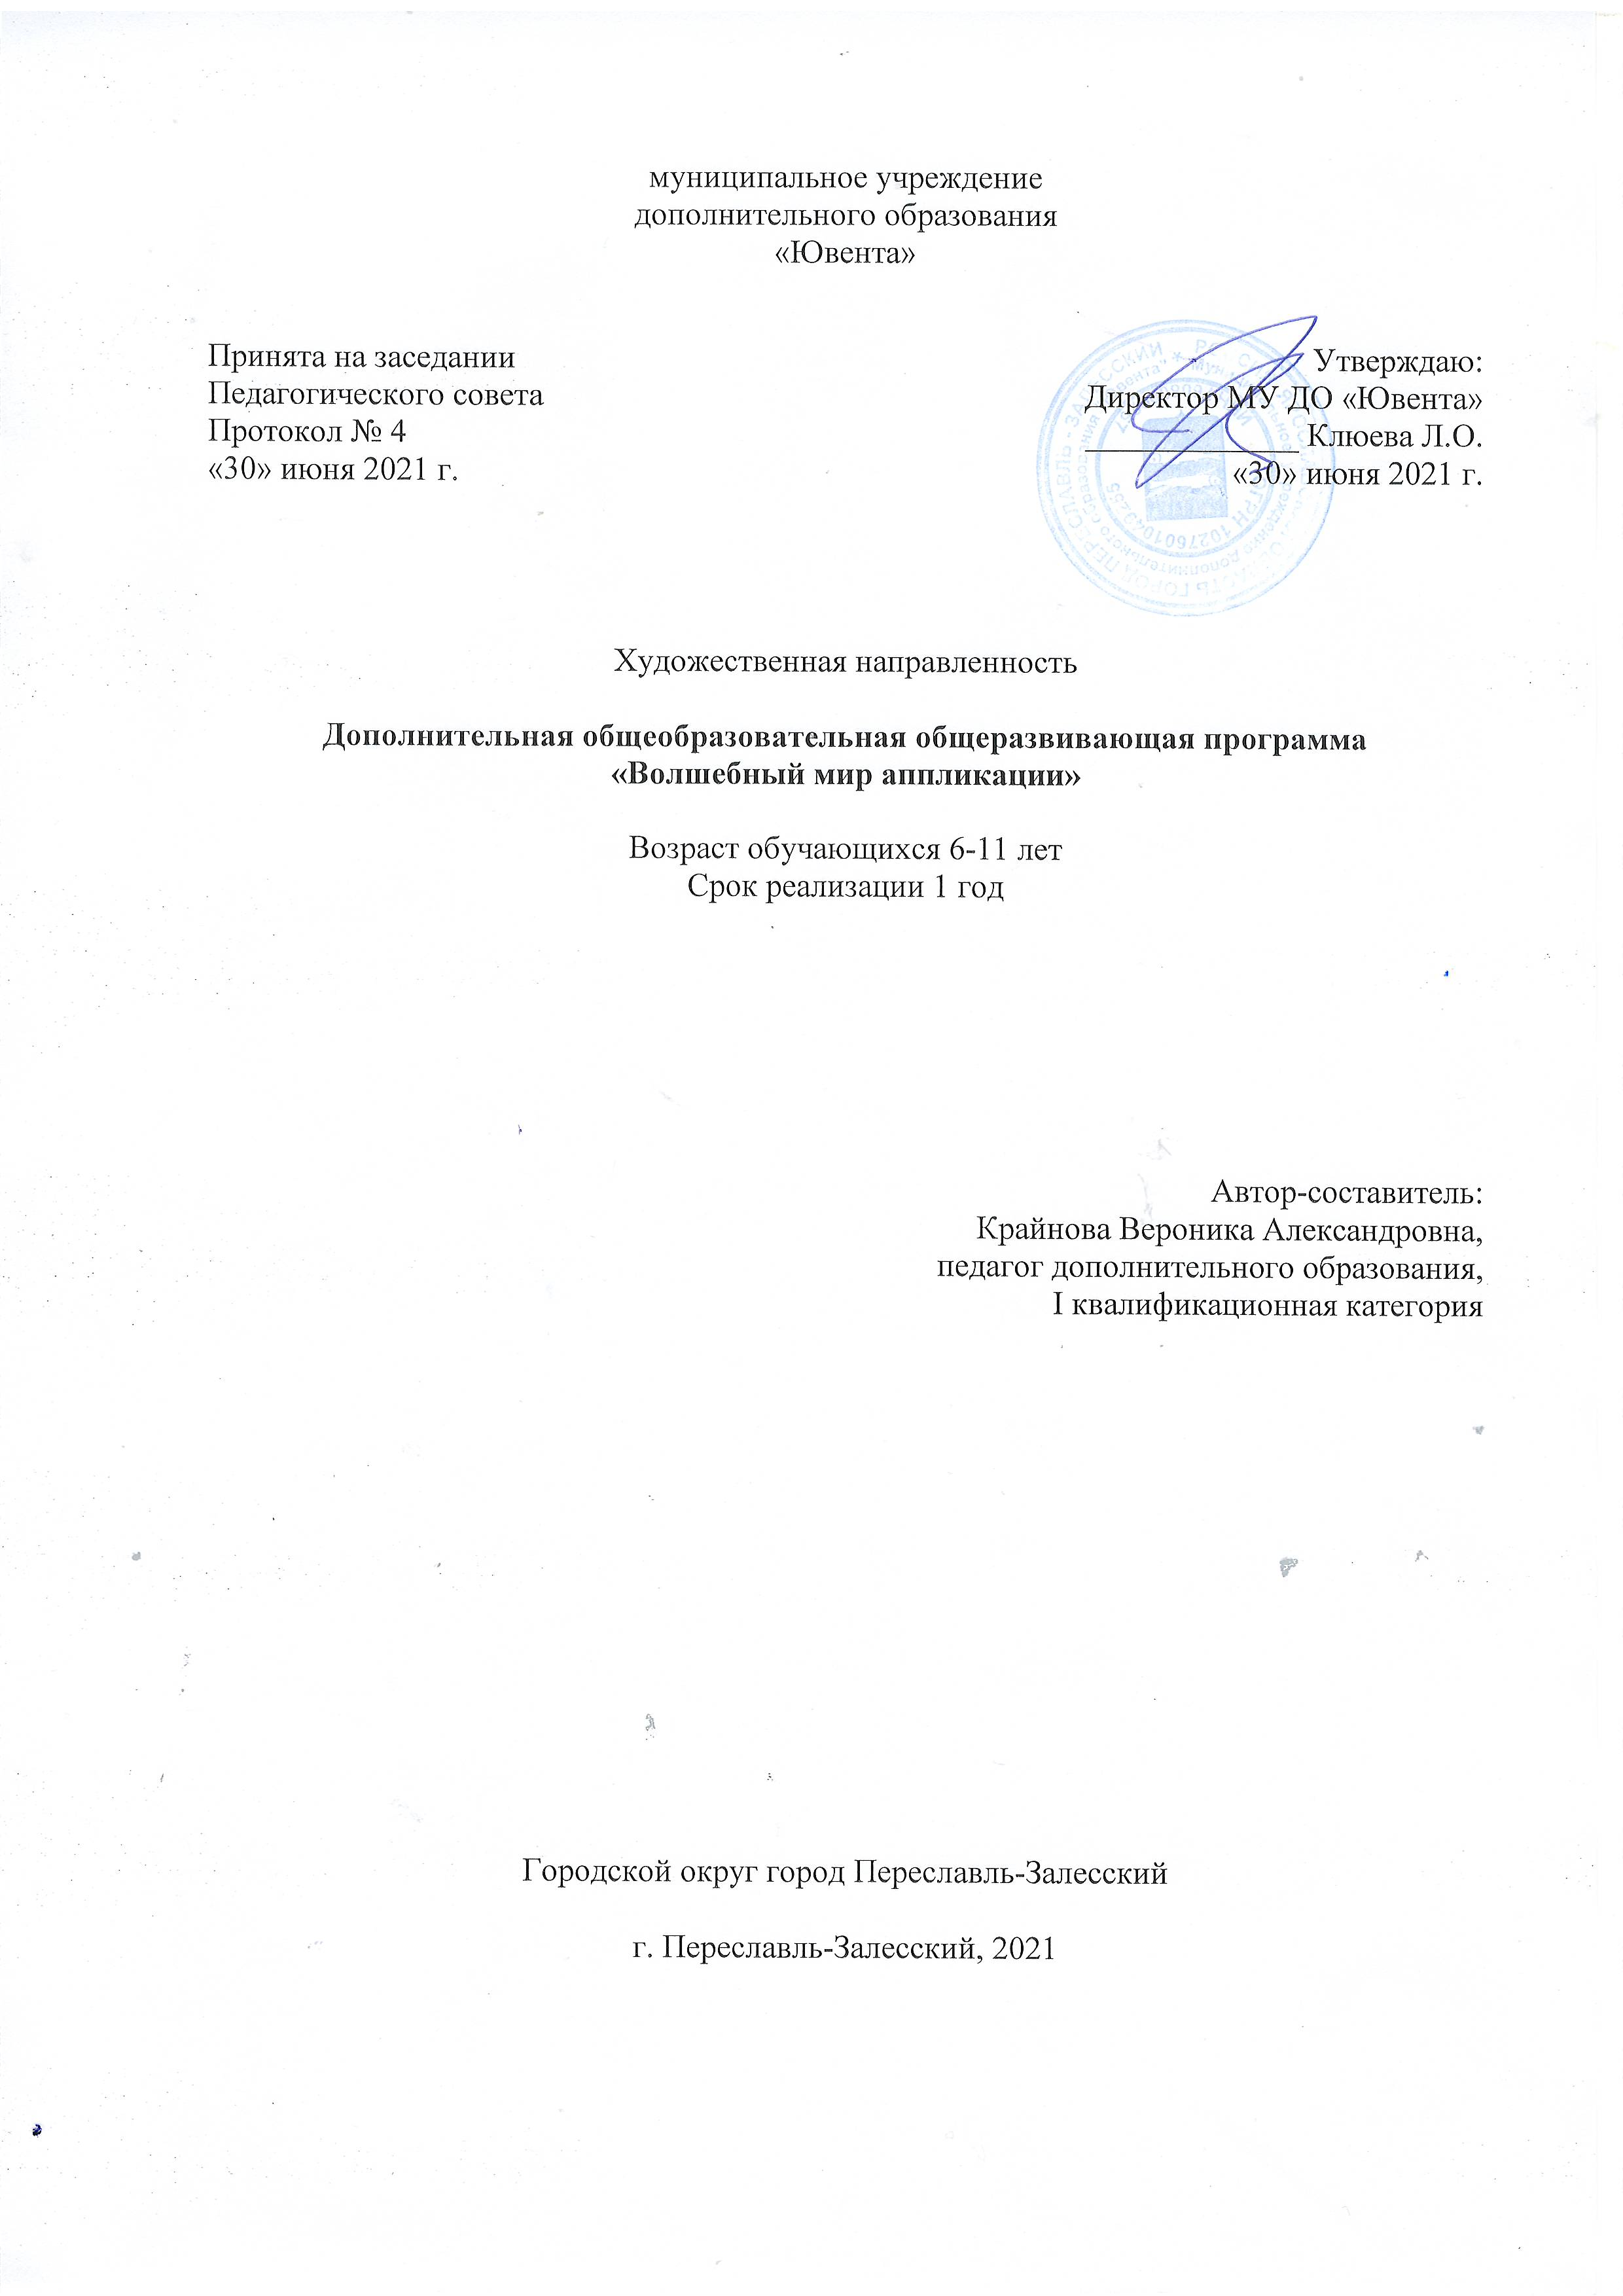 муниципальное учреждение
дополнительного образования
«Ювента»
Принята на заседании
Педагогического совета
Протокол № 4
«30» июня 2021 г.
Утверждаю:
Директор МУ ДО «Ювента»
Клюева Л.О.
«30» июня 2021 г.
Художественная направленность
Дополнительная общеобразовательная общеразвивающая программа
«Волшебный мир аппликации»
Возраст обучающихся 6-11 лет
Срок реализации 1 год
Автор-составитель:
Крайнова Вероника Александровна,
педагог дополнительного образования,
I квалификационная категория
Городской округ город Переславль-Залесский
г. Переславль-Залесский, 2021